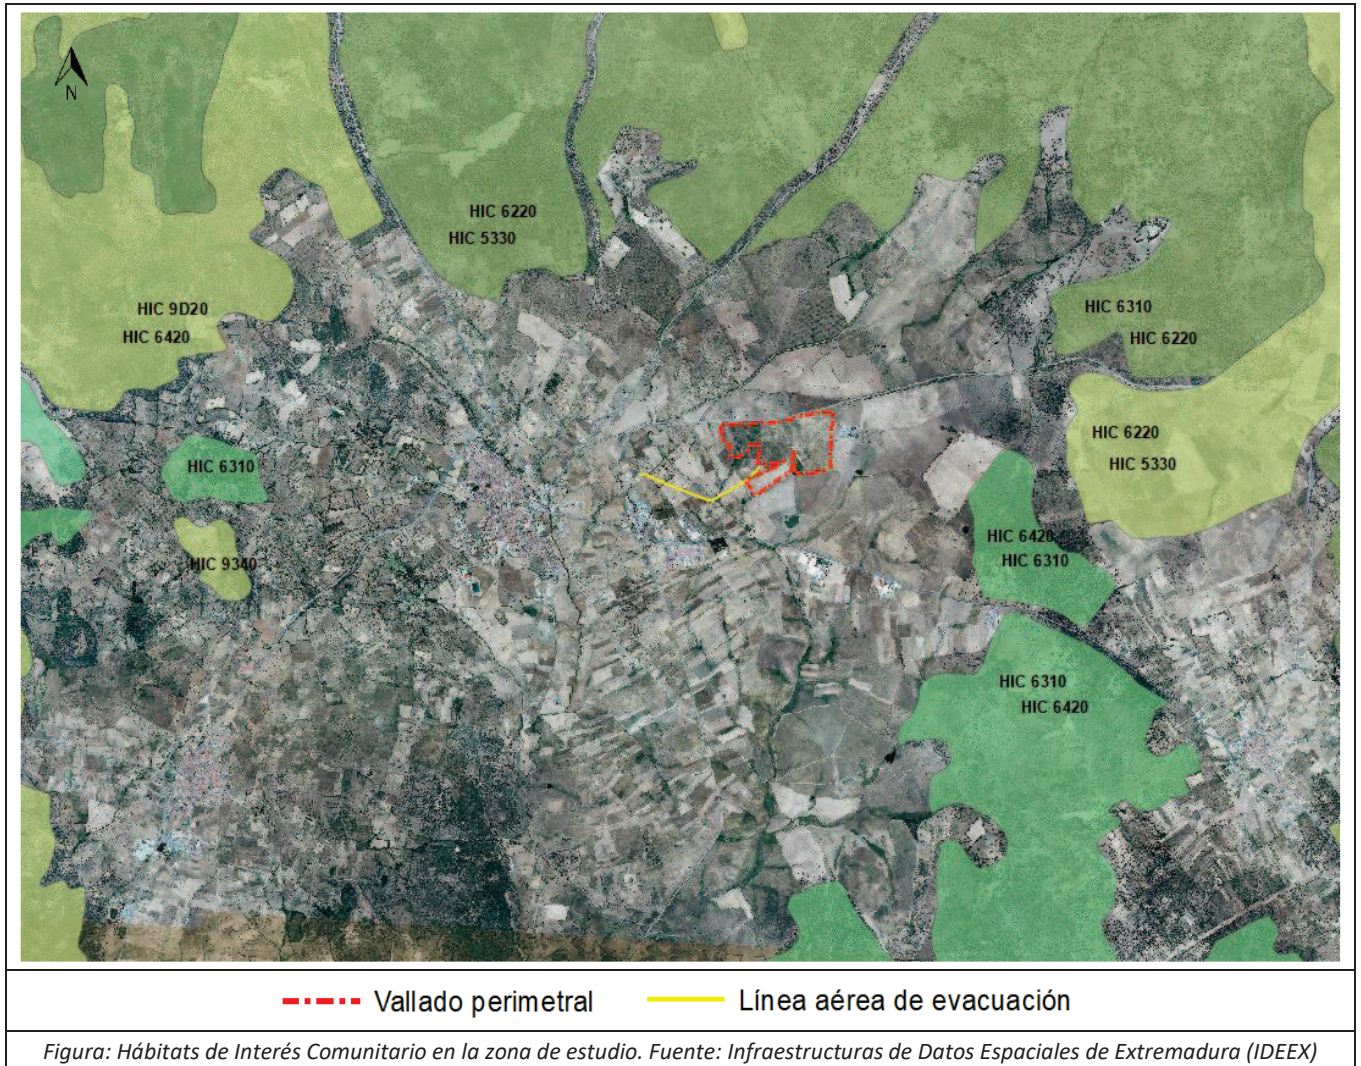 N
HIC 6220
HIC 5330
HIC 9D20
HIC 6420
HIC 6310
HIC 6220
HIC 6220
HIC 5330
HIC 6310
HIC 9340
HIC 6420
HIC 6310
HIC 6310
HIC 6420
Vallado perimetral
Línea aérea de evacuación
Figura: Hábitats de Interés Comunitario en la zona de estudio. Fuente: Infraestructuras de Datos Espaciales de Extremadura (IDEEX)